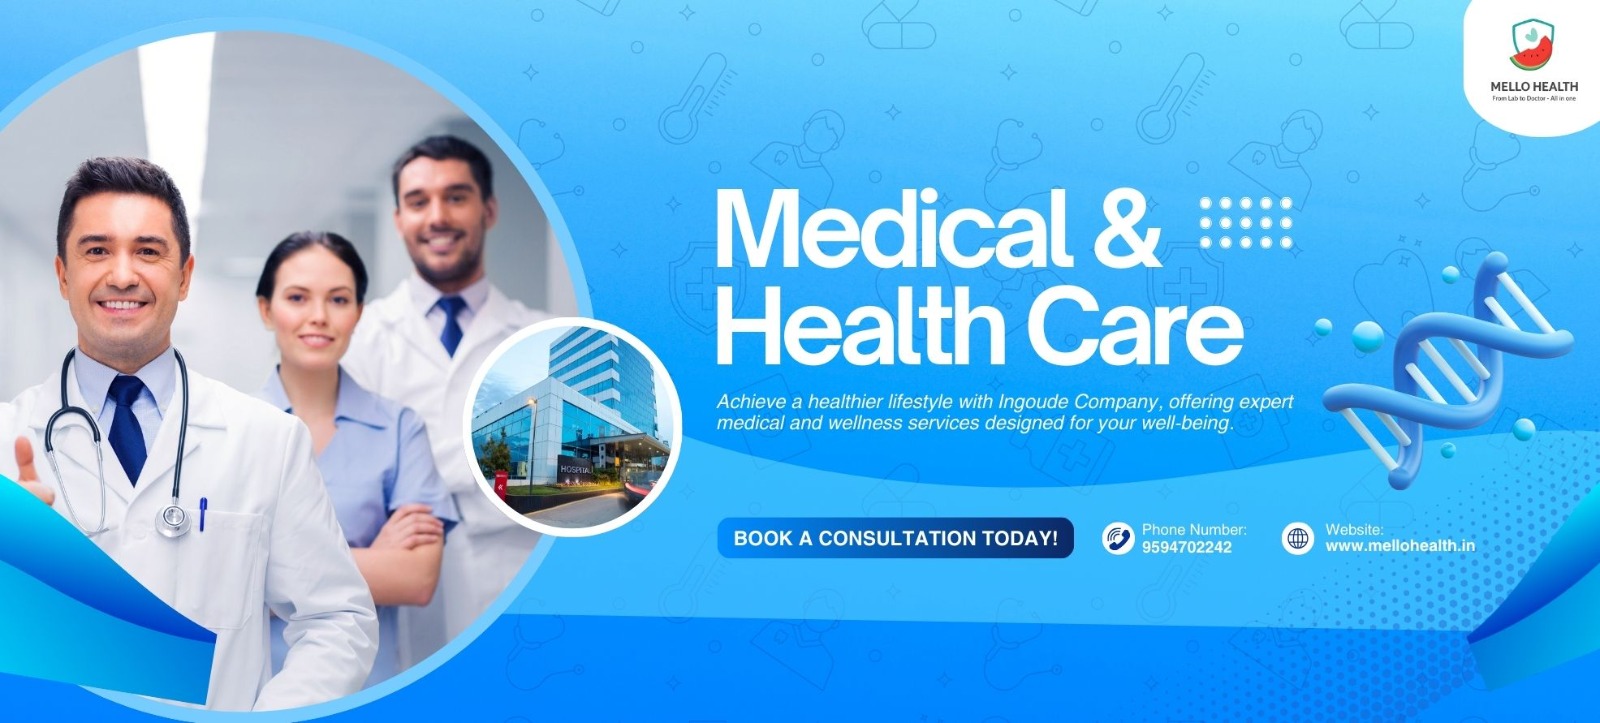 MELLO HEALTH
From Lab to Doctor - All in one
Medical &
Health Care
Achieve a healthier lifestyle with Ingoude Company, offering expert
medical and wellness services designed for your well-being.
HOSPITAL
BOOK A CONSULTATION TODAY!
Phone Number:
9594702242
Website:
www.mellohealth.in